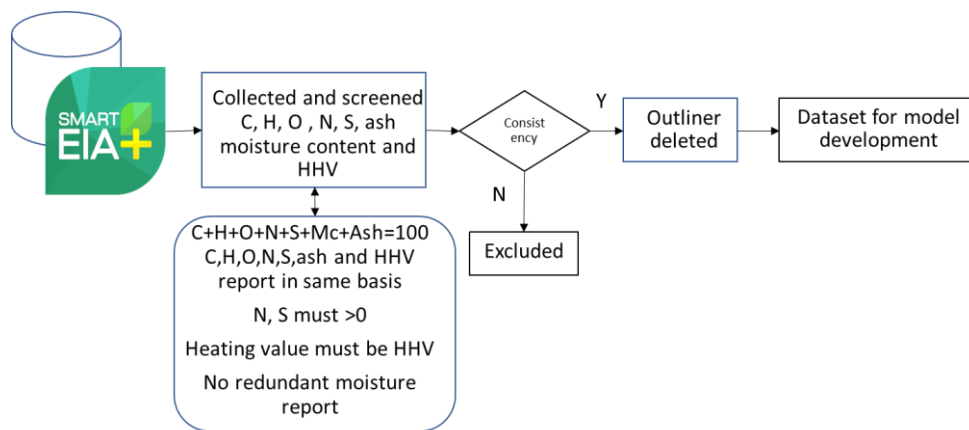 SMART
EIA+
Collected and screened
C, H, O , N, S, ash
moisture content and
HHV
Consist
ency
Y
N
Outliner
deleted
Dataset for model
development
Excluded
C+H+O+N+S+Mc+Ash=100
C,H,O,N,S,ash and HHV
report in same basis
N, S must >0
Heating value must be HHV
No redundant moisture
report